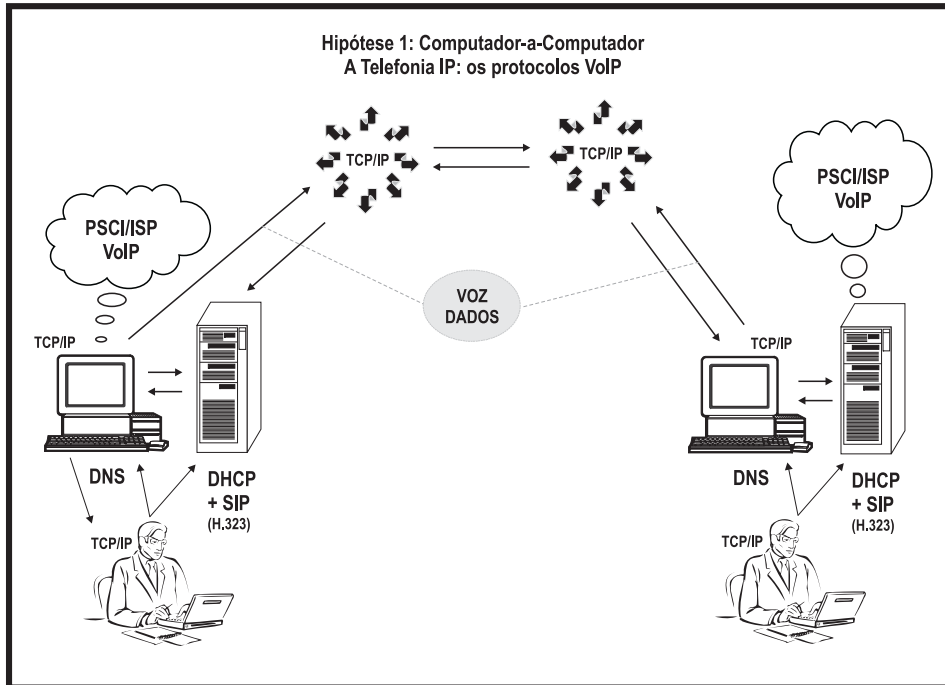 Hipótese 1: Computador-a-Computador
A Telefonia IP: os protocolos VoIP
TCP/IP
TCP/IP
PSCI/ISP
VoIP
PSCI/ISP
VoIP
VOZ
DADOS
TCP/IP
TCP/IP
DNS
DHCP
+ SIP
(H.323)
DNS
DHCP
+ SIP
(H.323)
TCP/IP
TCP/IP